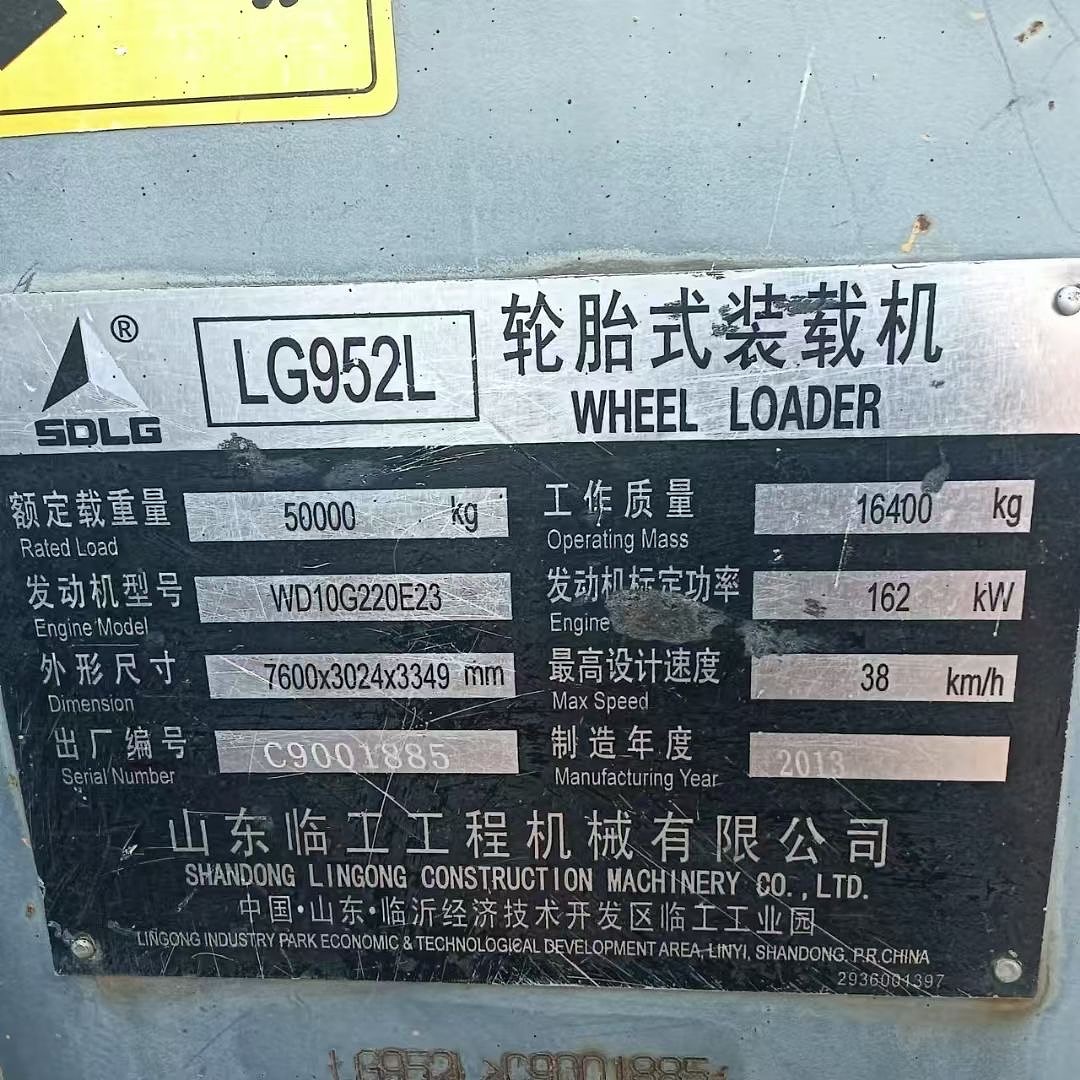 ®
SDLG
LG952L
轮胎式装载机
WHEEL LOADER
额定载重量 50000 kg
Rated Load
工作质量 16400 kg
Operating Mass
发动机型号 WD10G220E23
Engine Model
发动机标定功率 162 kW
Engine
外形尺寸 7600x3024x3349 mm
Dimension
最高设计速度 38 km/h
Max Speed
出厂编号 C9001885
Serial Number
制造年度 2013
Manufacturing Year
山东临工工程机械有限公司
SHANDONG LINGONG CONSTRUCTION MACHINERY CO.,LTD.
中国·山东·临沂经济技术开发区临工工业园
LINGONG INDUSTRY PARK ECONOMIC & TECHNOLOGICAL DEVELOPMENT AREA, LINYI, SHANDONG. P.R.CHINA
2936001397
LG952L>C9001885